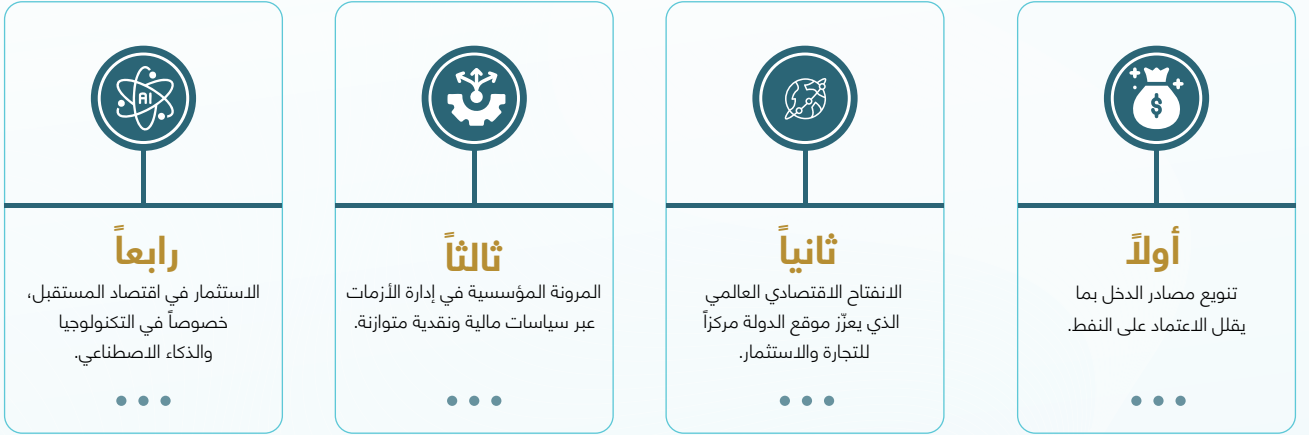 أولاً
تنويع مصادر الدخل بما
يقلل الاعتماد على النفط.
ثانياً
الانفتاح الاقتصادي العالمي
الذي يعزّز موقع الدولة مركزاً
للتجارة والاستثمار.
ثالثاً
المرونة المؤسسية في إدارة الأزمات
عبر سياسات مالية ونقدية متوازنة.
AI
رابعاً
الاستثمار في اقتصاد المستقبل،
خصوصاً في التكنولوجيا
والذكاء الاصطناعي.